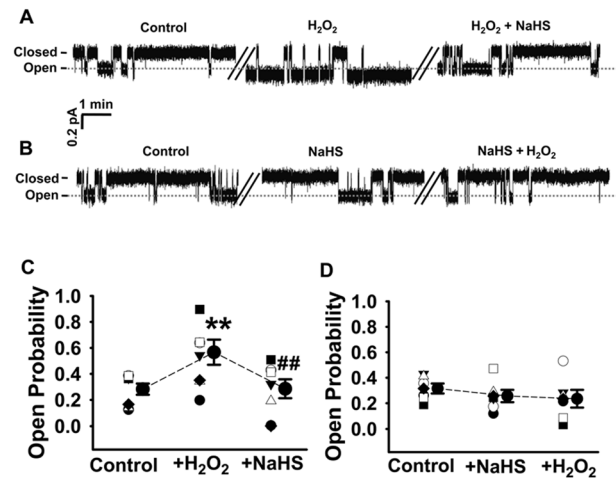 A
Control
H₂O₂
H₂O₂ + NaHS
Closed
Open
1 min
0.2 pA
B
Control
NaHS
NaHS + H₂O₂
Closed
Open
C
Open Probability
1.0
0.8
0.6
0.4
0.2
0.0
**
##
Control
+H₂O₂
+NaHS
D
Open Probability
1.0
0.8
0.6
0.4
0.2
0.0
Control
+NaHS
+H₂O₂